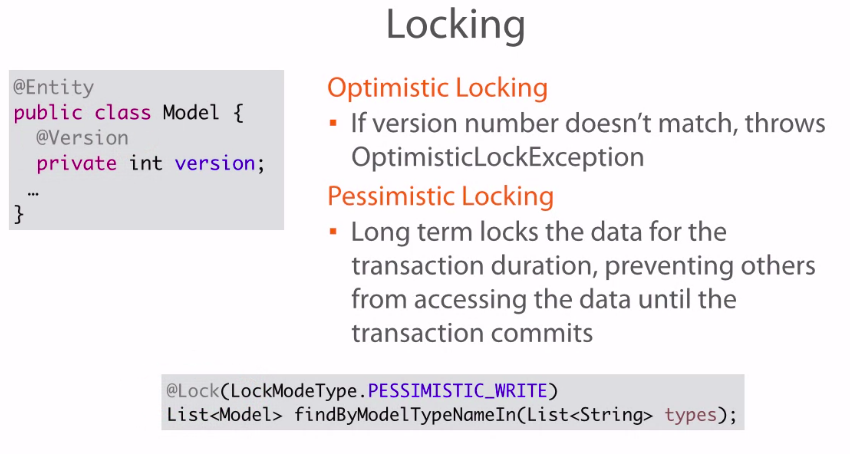 Locking
@Entity
public class Model {
@Version
private int version;
…
}
Optimistic Locking
▪ If version number doesn’t match, throws
OptimisticLockException
Pessimistic Locking
▪ Long term locks the data for the
transaction duration, preventing others
from accessing the data until the
transaction commits
@Lock(LockModeType.PESSIMISTIC_WRITE)
List<Model> findByModelTypeNameIn(List<String> types);